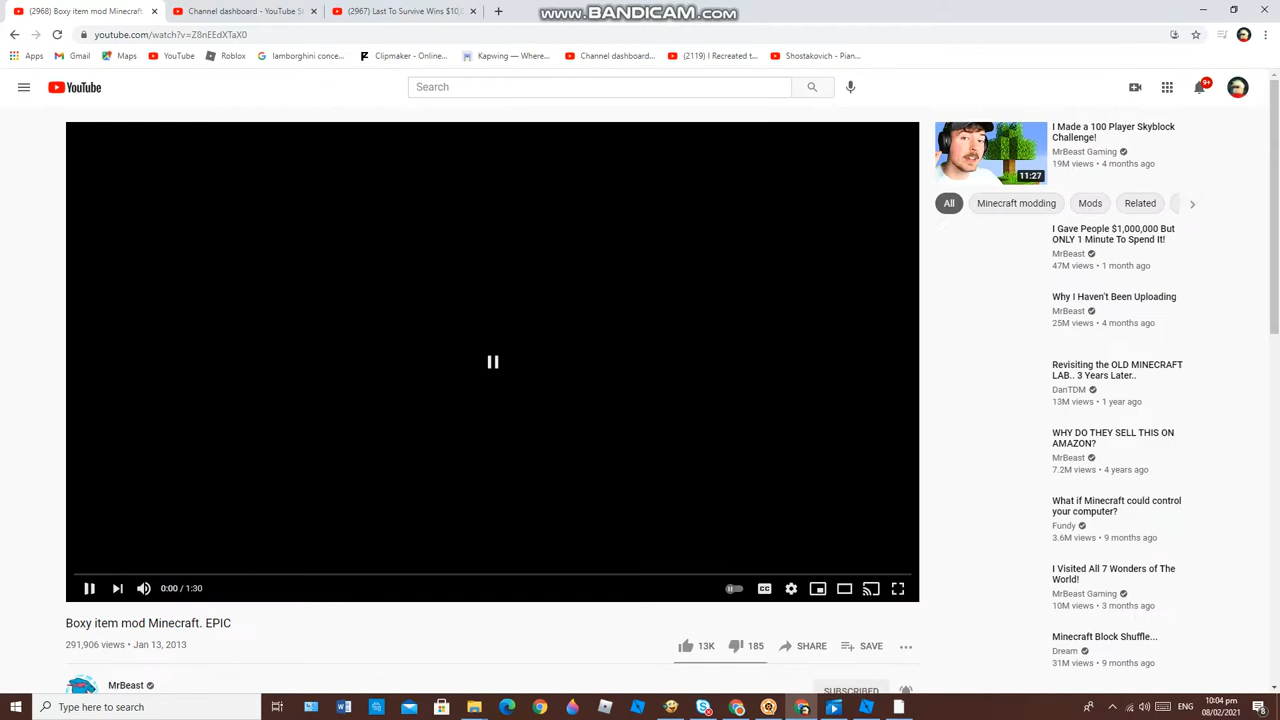 (2968) Boxy item mod Minecraft.
Channel dashboard - YouTube St
(2967) Last To Survive Wins $10,
www.BANDICAM.com
youtube.com/watch?v=Z8nEEdXTaX0
Apps
Gmail
Maps
YouTube
Roblox
lamborghini conce...
Clipmaker - Online...
Kapwing — Where...
Channel dashboard...
(2119) I Recreated t...
Shostakovich - Pian...
YouTube
Search
9+
I Made a 100 Player Skyblock
Challenge!
MrBeast Gaming
19M views • 4 months ago
11:27
All
Minecraft modding
Mods
Related
I Gave People $1,000,000 But
ONLY 1 Minute To Spend It!
MrBeast
47M views • 1 month ago
Why I Haven't Been Uploading
MrBeast
25M views • 4 months ago
Revisiting the OLD MINECRAFT
LAB.. 3 Years Later..
DanTDM
13M views • 1 year ago
WHY DO THEY SELL THIS ON
AMAZON?
MrBeast
7.2M views • 4 years ago
What if Minecraft could control
your computer?
Fundy
3.6M views • 9 months ago
I Visited All 7 Wonders of The
World!
MrBeast Gaming
10M views • 3 months ago
Minecraft Block Shuffle...
Dream
31M views • 9 months ago
0:00 / 1:30
CC
Boxy item mod Minecraft. EPIC
291,906 views • Jan 13, 2013
13K
185
SHARE
SAVE
MrBeast
SUBSCRIBED
Type here to search
ENG
10:04 pm
08/02/2021